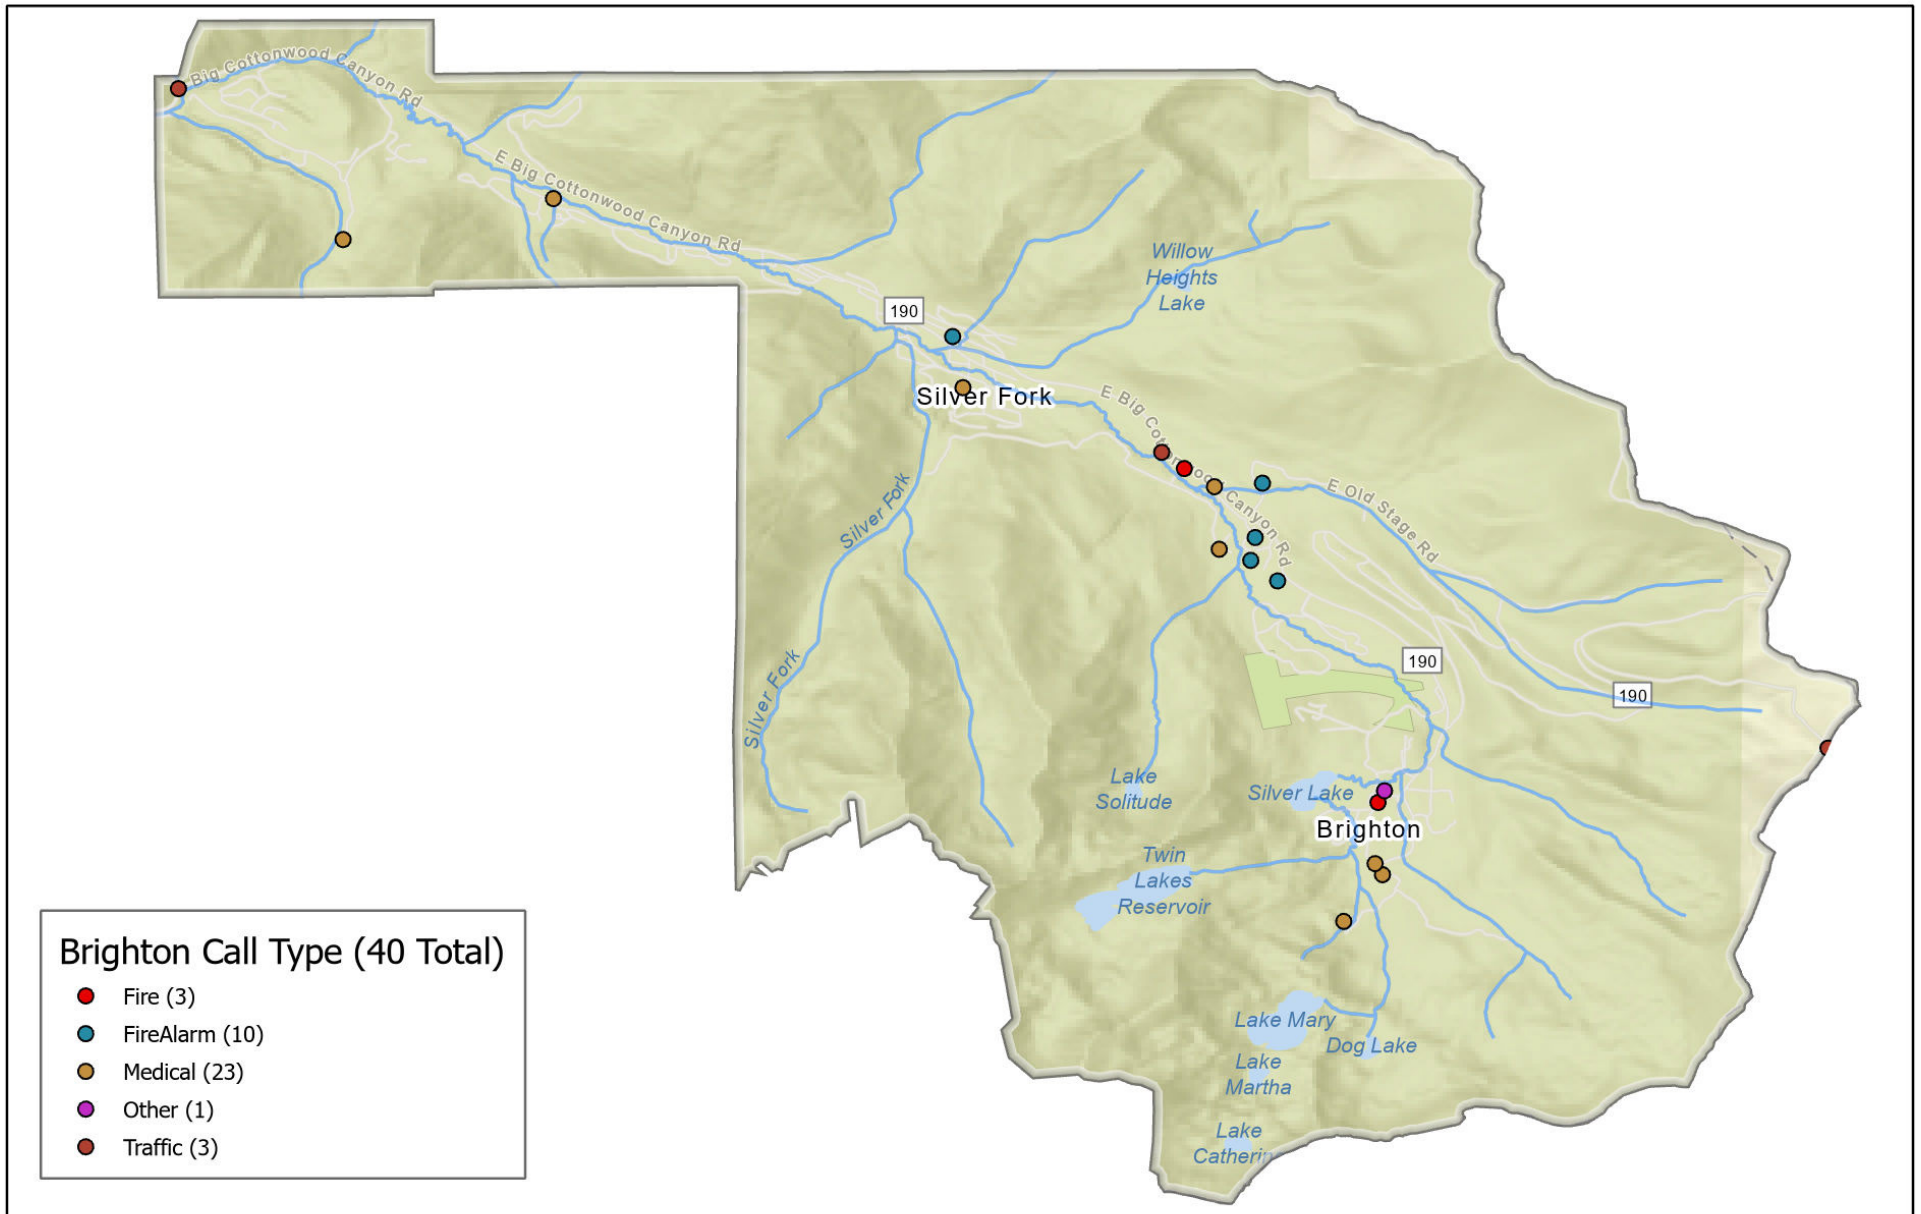 Big Cottonwood Canyon Rd
E Big Cottonwood Canyon Rd
Willow
Heights
Lake
190
Silver Fork
E Big Cottonwood Canyon Rd
E Old Stage Rd
Silver Fork
Silver Fork
190
190
Lake
Solitude
Silver Lake
Brighton
Twin
Lakes
Reservoir
Lake Mary
Dog Lake
Lake
Martha
Lake
Catherin
Brighton Call Type (40 Total)
Fire (3)
FireAlarm (10)
Medical (23)
Other (1)
Traffic (3)